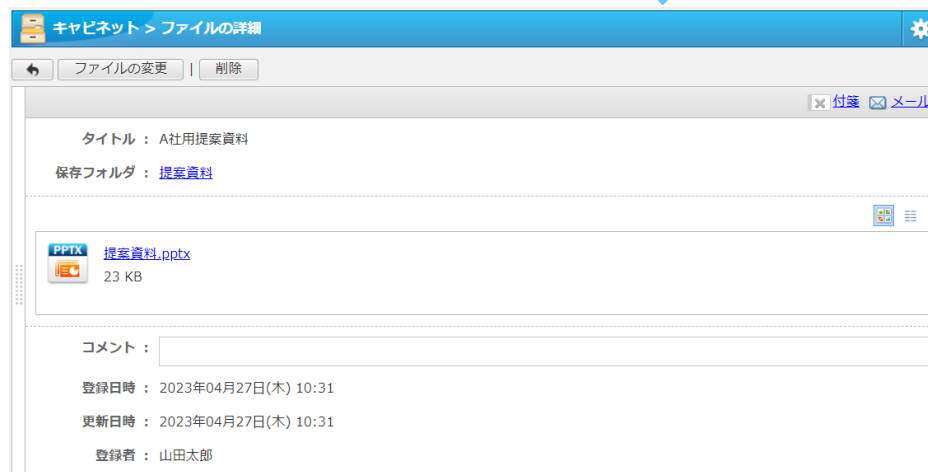 キャビネット > ファイルの詳細
ファイルの変更 | 削除
付箋 メール
タイトル : A社用提案資料
保存フォルダ : 提案資料
PPTX 提案資料.pptx
23 KB
コメント :
登録日時 : 2023年04月27日(木) 10:31
更新日時 : 2023年04月27日(木) 10:31
登録者 : 山田太郎